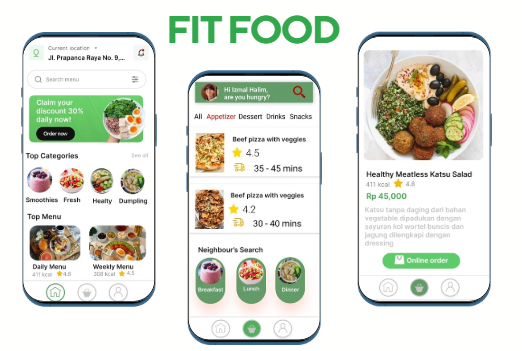 FIT FOOD
Current location
Jl. Prapanca Raya No. 9,...
Search menu
Claim your
discount 30%
daily now!
Order now
Top Categories
See all
Smoothies Fresh Healty Dumpling
Top Menu
Daily Menu
411 kcal 4.8
Weekly Menu
308 kcal 4.5
Hi Izmal Halim,
are you hungry?
All Appetizer Dessert Drinks Snacks
Beef pizza with veggies
4.5
35 - 45 mins
Beef pizza with veggies
4.2
30 - 40 mins
Neighbour's Search
Breakfast Lunch Dinner
Healthy Meatless Katsu Salad
411 kcal 4.8
Rp 45,000
Katsu tanpa daging dari bahan
vegetable dipadukan dengan
sayuran kol wortel buncis dan
jagung dilengkapi dengan
dressing
Online order